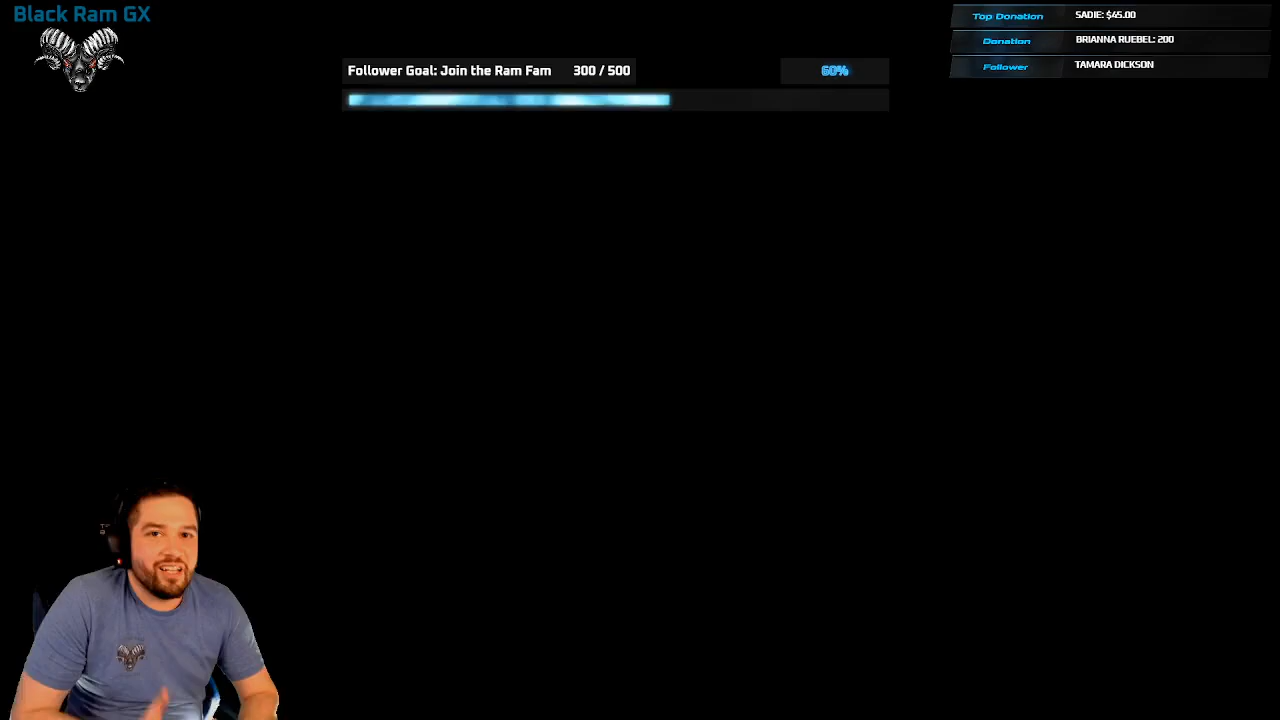 Black Ram GX
Follower Goal: Join the Ram Fam 300 / 500
60%
Top Donation SADIE: $45.00
Donation BRIANNA RUEBEL: 200
Follower TAMARA DICKSON